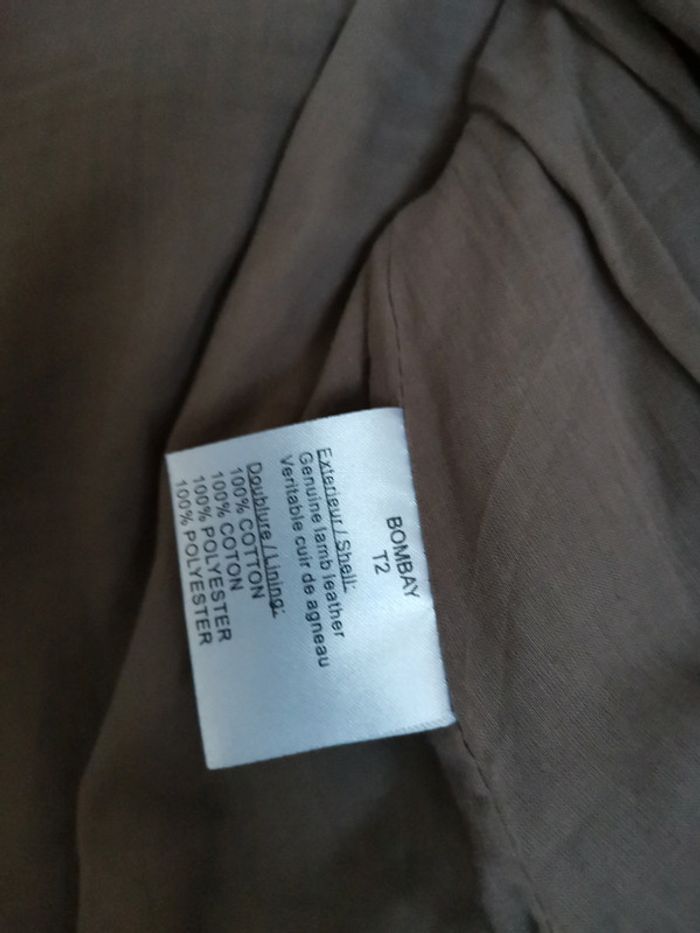 BOMBAY
T2
Exterieur / Shell:
Genuine lamb leather
Veritable cuir de agneau
Doublure / Lining:
100% COTTON
100% COTON
100% POLYESTER
100% POLYESTER